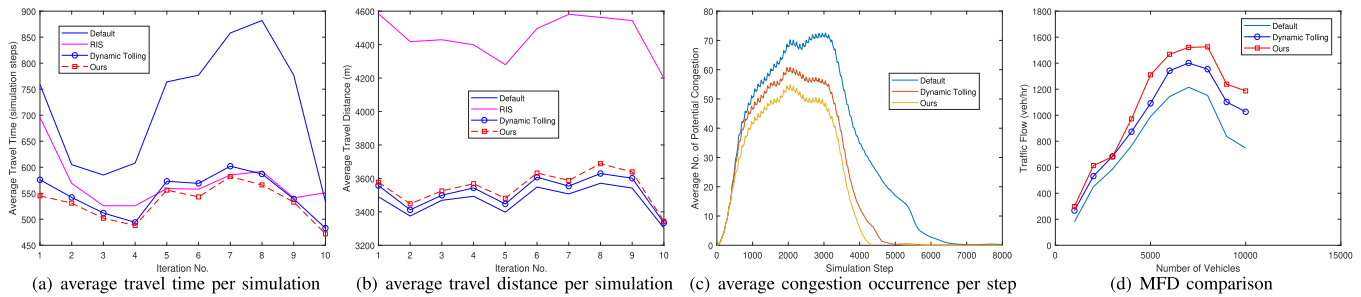 900
850
800
750
700
650
600
550
500
450
Average Travel Time (simulation steps)
Default
RIS
Dynamic Tolling
Ours
1 2 3 4 5 6 7 8 9 10
Iteration No.
(a) average travel time per simulation
4600
4400
4200
4000
3800
3600
3400
3200
Average Travel Distance (m)
Default
RIS
Dynamic Tolling
Ours
1 2 3 4 5 6 7 8 9 10
Iteration No.
(b) average travel distance per simulation
80
70
60
50
40
30
20
10
0
Average No. of Potential Congestion
Default
Dynamic Tolling
Ours
0 1000 2000 3000 4000 5000 6000 7000 8000
Simulation Step
(c) average congestion occurrence per step
1800
1600
1400
1200
1000
800
600
400
200
0
Traffic Flow (veh/hr)
Default
Dynamic Tolling
Ours
0 5000 10000 15000
Number of Vehicles
(d) MFD comparison